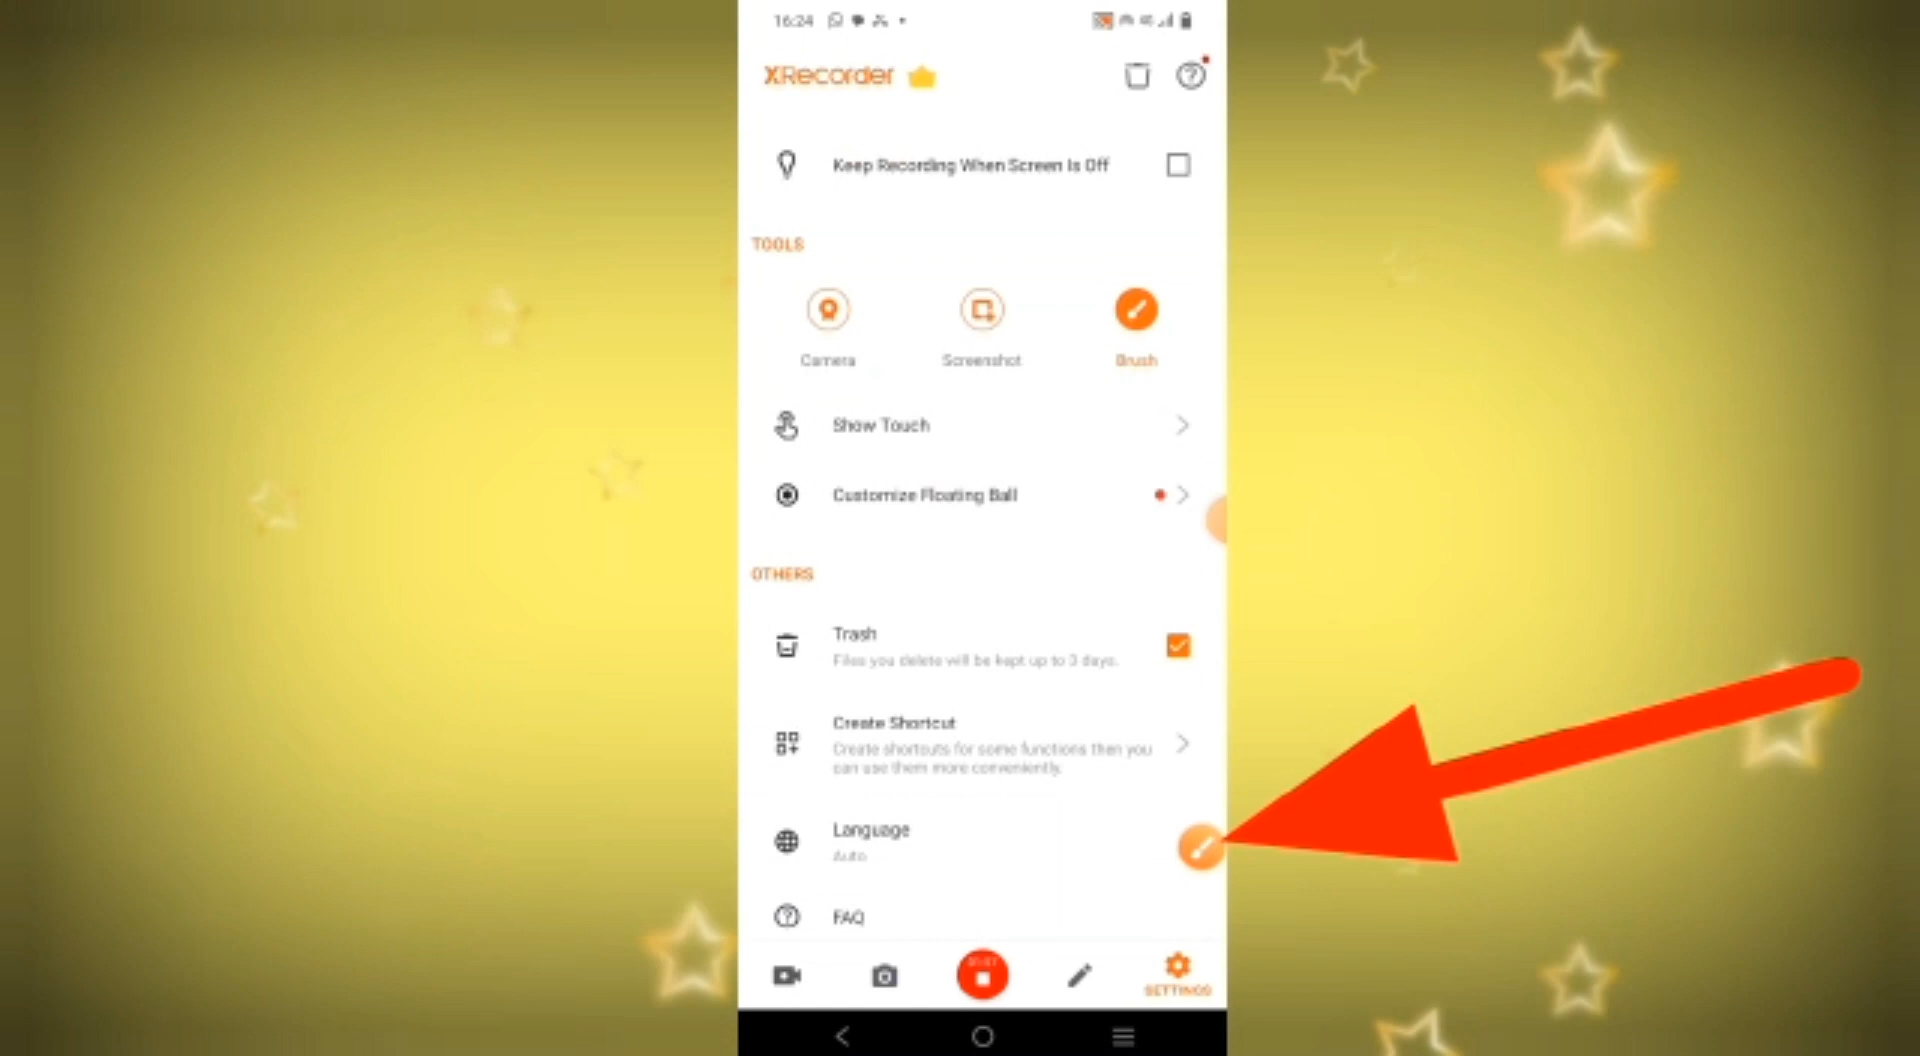 16:24
XRecorder
Keep Recording When Screen Is Off
TOOLS
Camera
Screenshot
Brush
Show Touch
Customize Floating Ball
OTHERS
Trash
Files you delete will be kept up to 3 days.
Create Shortcut
Create shortcuts for some functions then you
can use them more conveniently.
Language
Auto
FAQ
SETTINGS